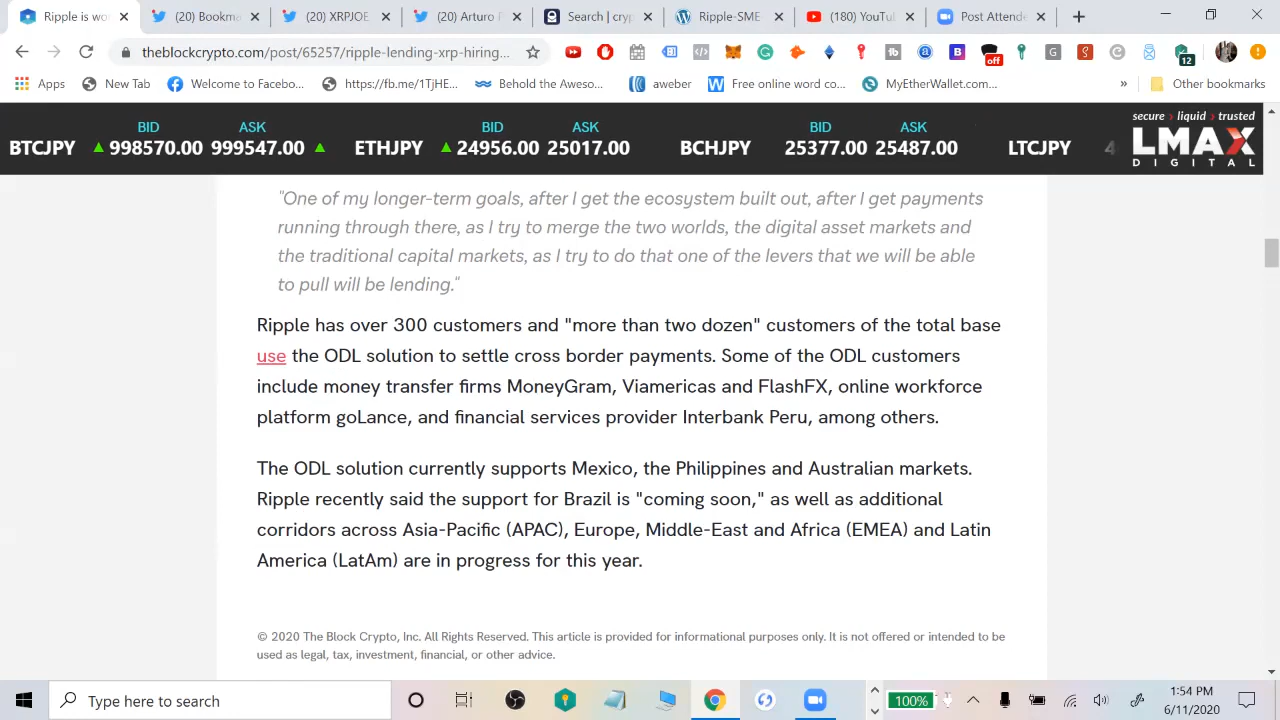 Ripple is wo
(20) Bookma
(20) XRPJOE
(20) Arturo P
Search | cryp
Ripple-SME
(180) YouTu
Post Attende
theblockcrypto.com/post/65257/ripple-lending-xrp-hiring...
off
12
Apps
New Tab
Welcome to Facebo...
https://fb.me/1TjHE...
Behold the Aweso...
aweber
Free online word co...
MyEtherWallet.com...
»
Other bookmarks
BTCJPY BID 998570.00 ASK 999547.00
ETHJPY BID 24956.00 ASK 25017.00
BCHJPY BID 25377.00 ASK 25487.00
LTCJPY 4
secure › liquid › trusted
LMAX
DIGITAL
"One of my longer-term goals, after I get the ecosystem built out, after I get payments
running through there, as I try to merge the two worlds, the digital asset markets and
the traditional capital markets, as I try to do that one of the levers that we will be able
to pull will be lending."
Ripple has over 300 customers and "more than two dozen" customers of the total base
use the ODL solution to settle cross border payments. Some of the ODL customers
include money transfer firms MoneyGram, Viamericas and FlashFX, online workforce
platform goLance, and financial services provider Interbank Peru, among others.
The ODL solution currently supports Mexico, the Philippines and Australian markets.
Ripple recently said the support for Brazil is "coming soon," as well as additional
corridors across Asia-Pacific (APAC), Europe, Middle-East and Africa (EMEA) and Latin
America (LatAm) are in progress for this year.
© 2020 The Block Crypto, Inc. All Rights Reserved. This article is provided for informational purposes only. It is not offered or intended to be
used as legal, tax, investment, financial, or other advice.
Type here to search
100%
1:54 PM
6/11/2020